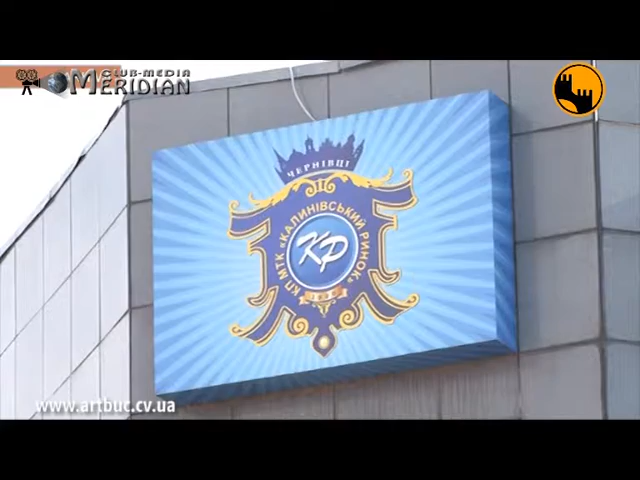 CLUB-MEDIA
MERIDIAN
ЧЕРНІВЦІ
КП МТК «КАЛИНІВСЬКИЙ РИНОК»
КР
www.artbuc.cv.ua